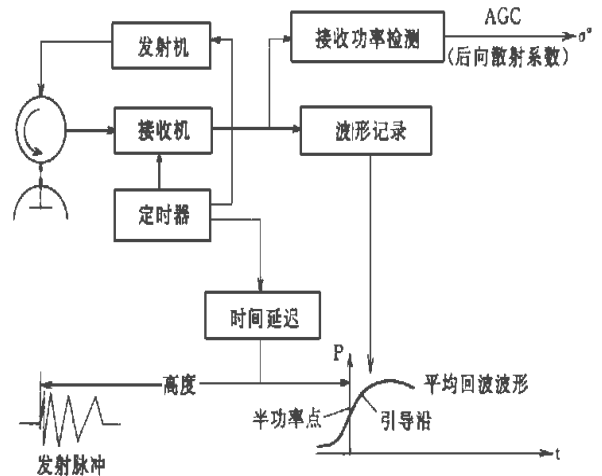 AGC
发射机
接收功率检测
σ°
(后向散射系数)
接收机
波形记录
定时器
时间延迟
P
高度
平均回波波形
半功率点
引导沿
发射脉冲
t